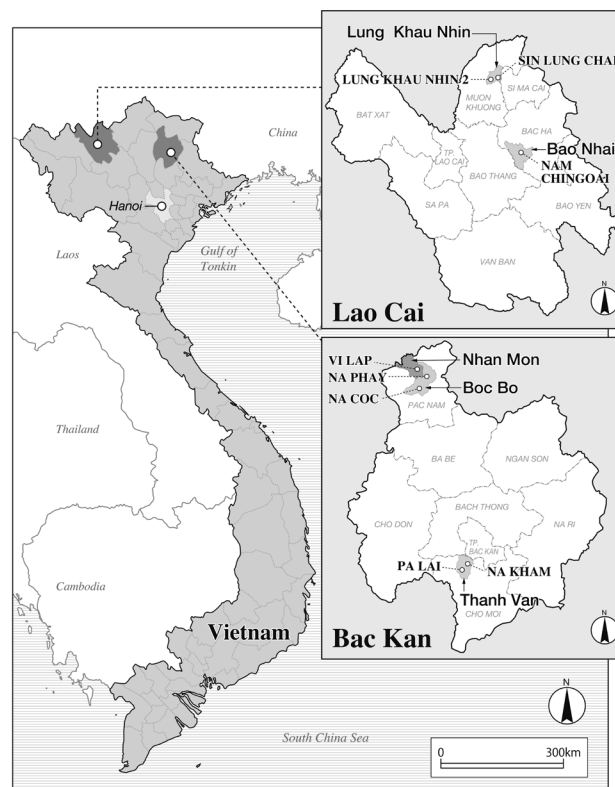 China
Hanoi
Laos
Gulf of
Tonkin
Thailand
Cambodia
Vietnam
South China Sea
N
0
300km
Lung Khau Nhin
SIN LUNG CHAI
LUNG KHAU NHIN 2
MUON
KHUONG
SI MA CAI
BAT XAT
BAC HA
TP.
LAO CAI
Bao Nhai
NAM
CHINGOAI
BAO THANG
SA PA
BAO YEN
VAN BAN
N
Lao Cai
VI LAP
Nhan Mon
NA PHAY
Boc Bo
NA COC
PAC NAM
BA BE
NGAN SON
BACH THONG
CHO DON
NA RI
TP.
BAC KAN
PA LAI
NA KHAM
Thanh Van
CHO MOI
N
Bac Kan